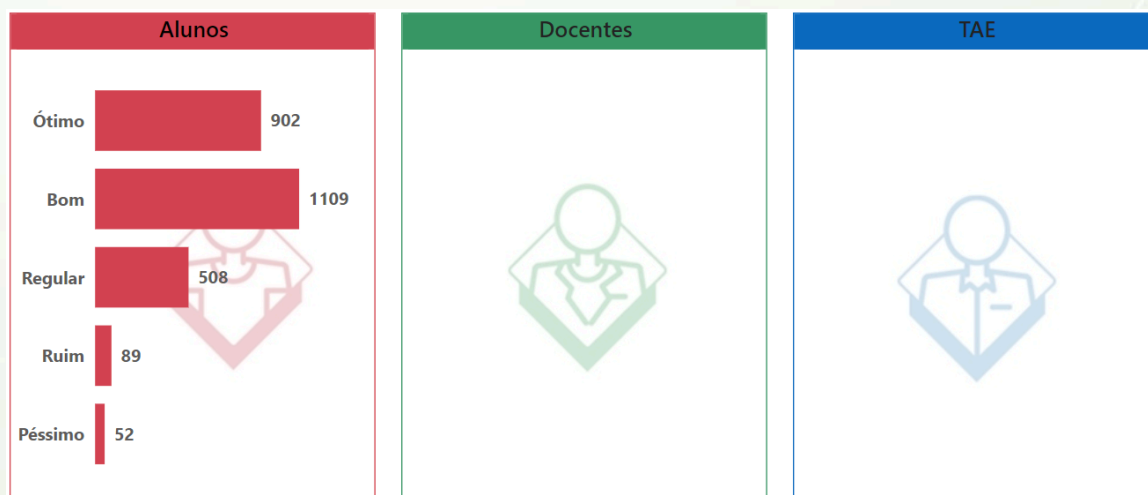 Alunos
Docentes
TAE
Ótimo 902
Bom 1109
Regular 508
Ruim 89
Péssimo 52